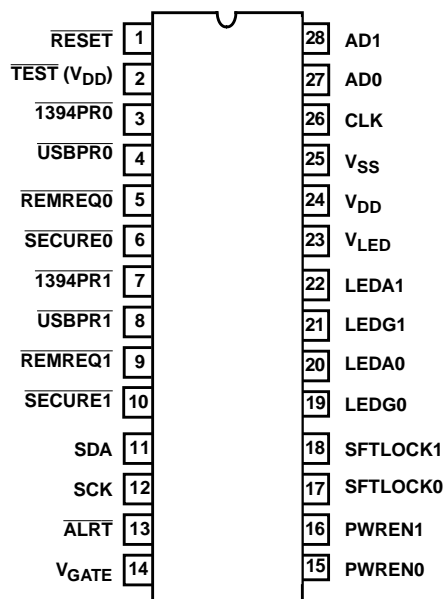 RESET 1 28 AD1
TEST (VDD) 2 27 AD0
1394PR0 3 26 CLK
USBPR0 4 25 VSS
REMREQ0 5 24 VDD
SECURE0 6 23 VLED
1394PR1 7 22 LEDA1
USBPR1 8 21 LEDG1
REMREQ1 9 20 LEDA0
SECURE1 10 19 LEDG0
SDA 11 18 SFTLOCK1
SCK 12 17 SFTLOCK0
ALRT 13 16 PWREN1
VGATE 14 15 PWREN0